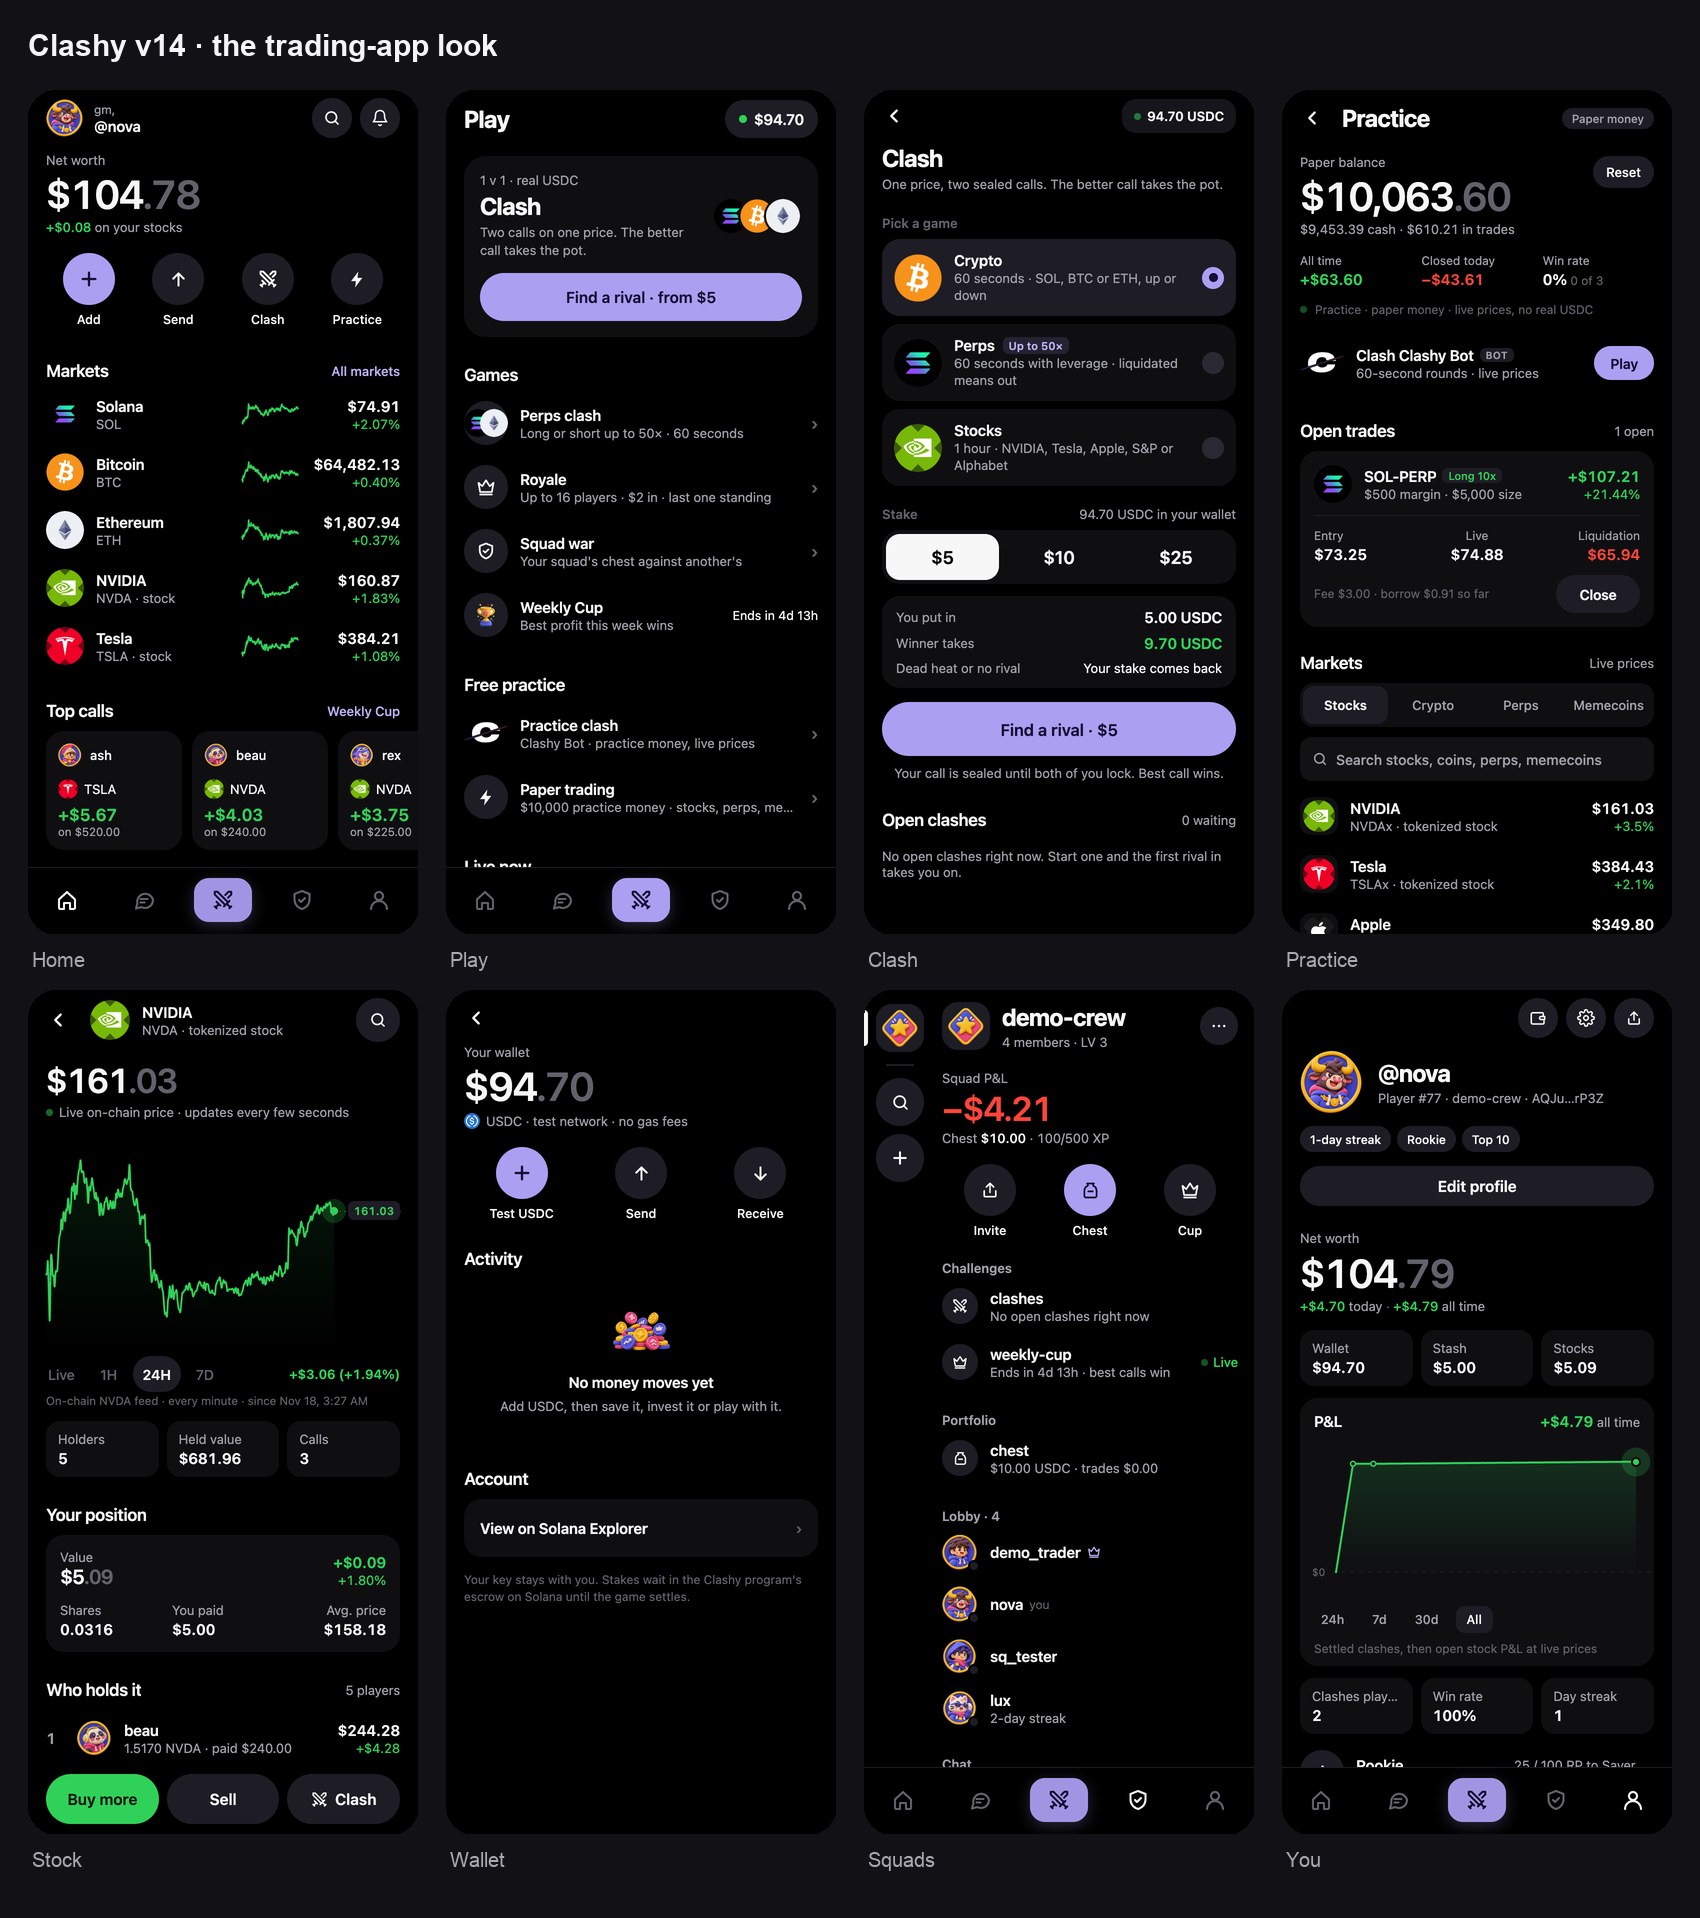 Clashy v14 · the trading-app look
gm,
@nova
Net worth
$104.78
+$0.08 on your stocks
Add
Send
Clash
Practice
Markets
All markets
Solana
SOL
$74.91
+2.07%
Bitcoin
BTC
$64,482.13
+0.40%
Ethereum
ETH
$1,807.94
+0.37%
NVIDIA
NVDA · stock
$160.87
+1.83%
Tesla
TSLA · stock
$384.21
+1.08%
Top calls
Weekly Cup
ash
TSLA
+$5.67
on $520.00
beau
NVDA
+$4.03
on $240.00
rex
NVDA
+$3.75
on $225.00
Home
Play
$94.70
1 v 1 · real USDC
Clash
Two calls on one price. The better
call takes the pot.
Find a rival · from $5
Games
Perps clash
Long or short up to 50× · 60 seconds
Royale
Up to 16 players · $2 in · last one standing
Squad war
Your squad's chest against another's
Weekly Cup
Best profit this week wins
Ends in 4d 13h
Free practice
Practice clash
Clashy Bot · practice money, live prices
Paper trading
$10,000 practice money · stocks, perps, me...
Live now
Play
94.70 USDC
Clash
One price, two sealed calls. The better call takes the pot.
Pick a game
Crypto
60 seconds · SOL, BTC or ETH, up or
down
Perps Up to 50×
60 seconds with leverage · liquidated
means out
Stocks
1 hour · NVIDIA, Tesla, Apple, S&P or
Alphabet
Stake
94.70 USDC in your wallet
$5
$10
$25
You put in
5.00 USDC
Winner takes
9.70 USDC
Dead heat or no rival
Your stake comes back
Find a rival · $5
Your call is sealed until both of you lock. Best call wins.
Open clashes
0 waiting
No open clashes right now. Start one and the first rival in
takes you on.
Clash
Practice
Paper money
Paper balance
$10,063.60
Reset
$9,453.39 cash · $610.21 in trades
All time
+$63.60
Closed today
−$43.61
Win rate
0% 0 of 3
Practice · paper money · live prices, no real USDC
Clash Clashy Bot BOT
60-second rounds · live prices
Play
Open trades
1 open
SOL-PERP Long 10x
$500 margin · $5,000 size
+$107.21
+21.44%
Entry
$73.25
Live
$74.88
Liquidation
$65.94
Fee $3.00 · borrow $0.91 so far
Close
Markets
Live prices
Stocks
Crypto
Perps
Memecoins
Search stocks, coins, perps, memecoins
NVIDIA
NVDAx · tokenized stock
$161.03
+3.5%
Tesla
TSLAx · tokenized stock
$384.43
+2.1%
Apple
$349.80
Practice
NVIDIA
NVDA · tokenized stock
$161.03
Live on-chain price · updates every few seconds
161.03
Live
1H
24H
7D
+$3.06 (+1.94%)
On-chain NVDA feed · every minute · since Nov 18, 3:27 AM
Holders
5
Held value
$681.96
Calls
3
Your position
Value
$5.09
+$0.09
+1.80%
Shares
0.0316
You paid
$5.00
Avg. price
$158.18
Who holds it
5 players
1
beau
1.5170 NVDA · paid $240.00
$244.28
+$4.28
Buy more
Sell
Clash
Stock
Your wallet
$94.70
USDC · test network · no gas fees
Test USDC
Send
Receive
Activity
No money moves yet
Add USDC, then save it, invest it or play with it.
Account
View on Solana Explorer
Your key stays with you. Stakes wait in the Clashy program's
escrow on Solana until the game settles.
Wallet
demo-crew
4 members · LV 3
Squad P&L
−$4.21
Chest $10.00 · 100/500 XP
Invite
Chest
Cup
Challenges
clashes
No open clashes right now
weekly-cup
Ends in 4d 13h · best calls win
Live
Portfolio
chest
$10.00 USDC · trades $0.00
Lobby · 4
demo_trader
nova you
sq_tester
lux
2-day streak
Chat
Squads
@nova
Player #77 · demo-crew · AQJu...rP3Z
1-day streak
Rookie
Top 10
Edit profile
Net worth
$104.79
+$4.70 today · +$4.79 all time
Wallet
$94.70
Stash
$5.00
Stocks
$5.09
P&L
+$4.79 all time
$0
24h
7d
30d
All
Settled clashes, then open stock P&L at live prices
Clashes play...
2
Win rate
100%
Day streak
1
Rookie
25 / 100 RP to Saver
You